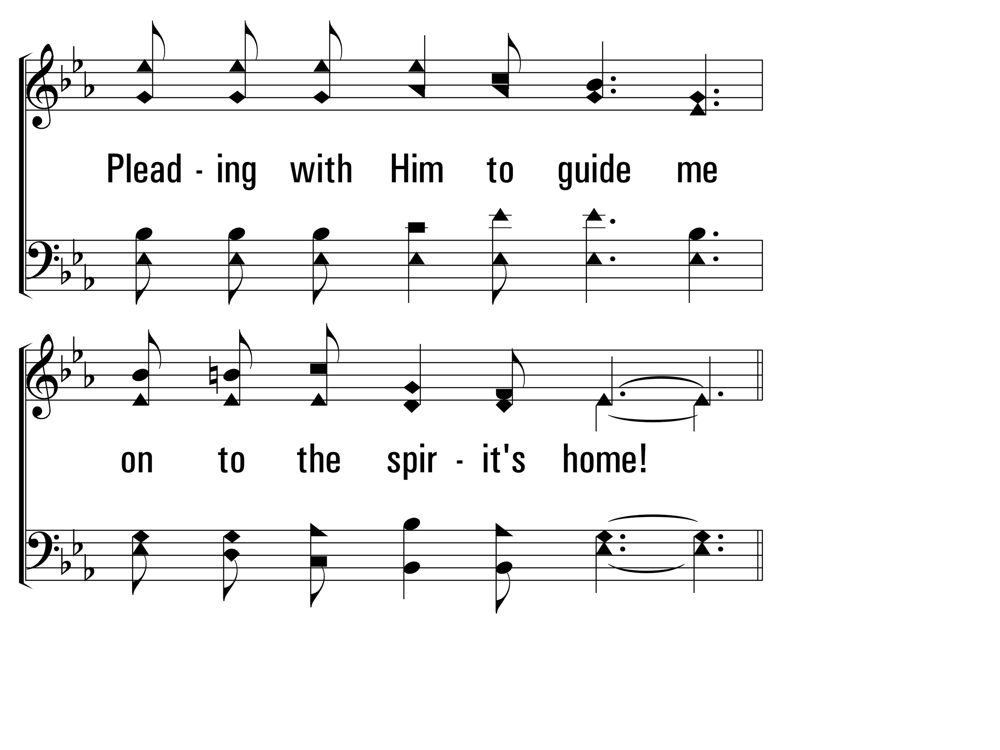 Plead - ing with Him to guide me
on to the spir - it's home!